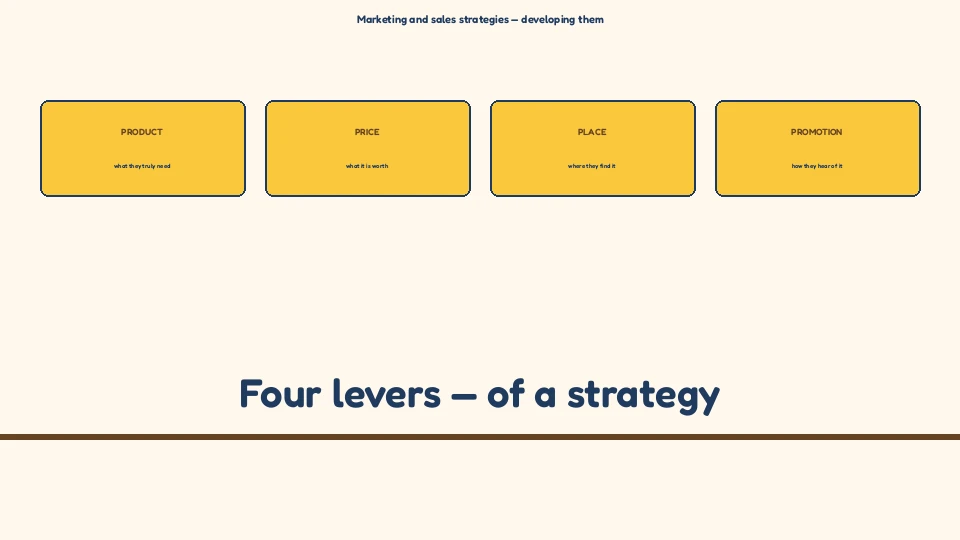 Marketing and sales strategies — developing them
PRODUCT
what they truly need
PRICE
what it is worth
PLACE
where they find it
PROMOTION
how they hear of it
Four levers — of a strategy